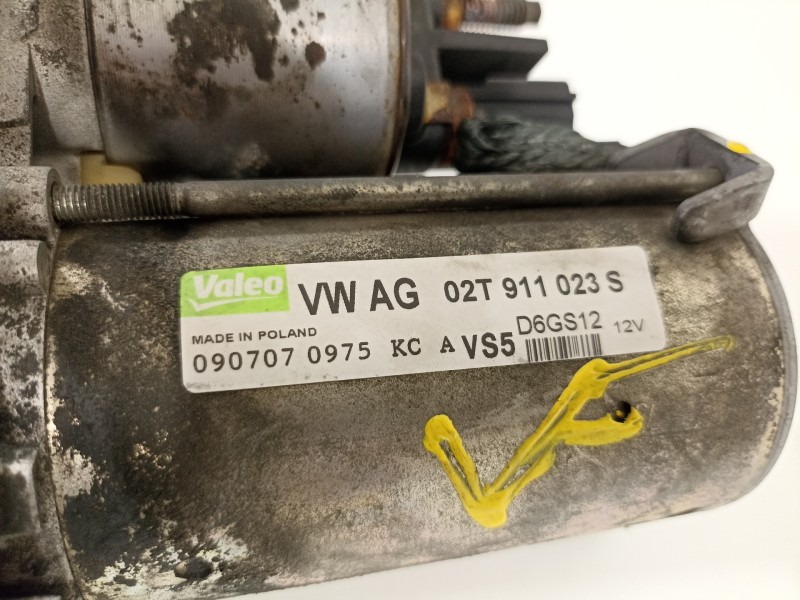 Valeo VW AG 02T 911 023 S
MADE IN POLAND D6GS12 12V
090707 0975 KC A VS5